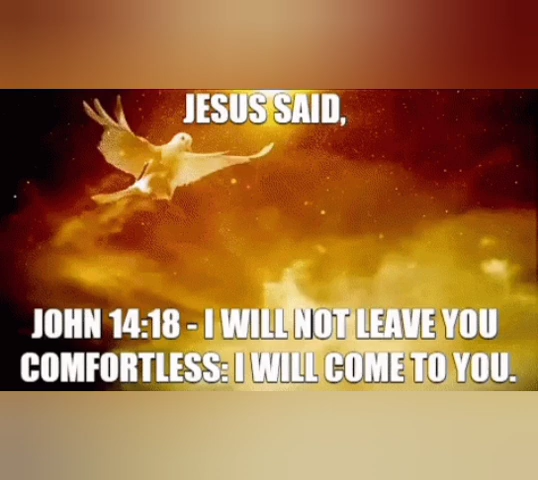 JESUS SAID,
JOHN 14:18 - I WILL NOT LEAVE YOU
COMFORTLESS: I WILL COME TO YOU.